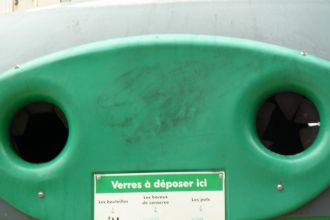 Verres à déposer ici
Les bouteilles Les bocaux de conserve Les pots